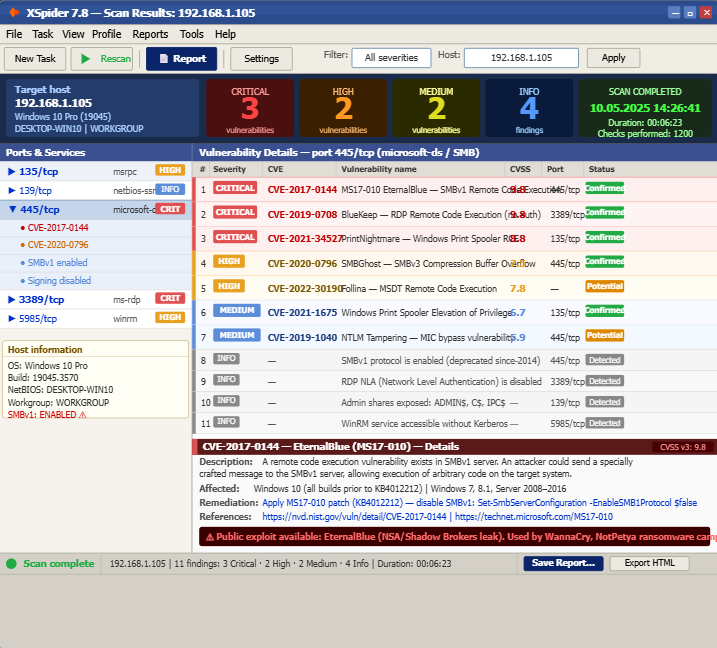 XSpider 7.8 — Scan Results: 192.168.1.105
File Task View Profile Reports Tools Help
New Task Rescan Report Settings Filter: All severities Host: 192.168.1.105 Apply
Target host
192.168.1.105
Windows 10 Pro (19045)
DESKTOP-WIN10 | WORKGROUP
CRITICAL
3
vulnerabilities
HIGH
2
vulnerabilities
MEDIUM
2
vulnerabilities
INFO
4
findings
SCAN COMPLETED
10.05.2025 14:26:41
Duration: 00:06:23
Checks performed: 1200
Ports & Services
▶ 135/tcp msrpc HIGH
▶ 139/tcp netbios-ssn INFO
▼ 445/tcp microsoft-d CRIT
• CVE-2017-0144
• CVE-2020-0796
• SMBv1 enabled
• Signing disabled
▶ 3389/tcp ms-rdp CRIT
▶ 5985/tcp winrm HIGH
Host information
OS: Windows 10 Pro
Build: 19045.3570
NetBIOS: DESKTOP-WIN10
Workgroup: WORKGROUP
SMBv1: ENABLED ⚠
Vulnerability Details — port 445/tcp (microsoft-ds / SMB)
# Severity CVE Vulnerability name CVSS Port Status
1 CRITICAL CVE-2017-0144 MS17-010 EternalBlue — SMBv1 Remote Code Execution 9.8 445/tcp Confirmed
2 CRITICAL CVE-2019-0708 BlueKeep — RDP Remote Code Execution (no auth) 9.8 3389/tcp Confirmed
3 CRITICAL CVE-2021-34527 PrintNightmare — Windows Print Spooler RCE 8.8 135/tcp Confirmed
4 HIGH CVE-2020-0796 SMBGhost — SMBv3 Compression Buffer Overflow 445/tcp Confirmed
5 HIGH CVE-2022-30190 Follina — MSDT Remote Code Execution 7.8 — Potential
6 MEDIUM CVE-2021-1675 Windows Print Spooler Elevation of Privilege 6.7 135/tcp Confirmed
7 MEDIUM CVE-2019-1040 NTLM Tampering — MIC bypass vulnerability 5.9 445/tcp Potential
8 INFO — SMBv1 protocol is enabled (deprecated since 2014) — 445/tcp Detected
9 INFO — RDP NLA (Network Level Authentication) is disabled — 3389/tcp Detected
10 INFO — Admin shares exposed: ADMIN$, C$, IPC$ — 139/tcp Detected
11 INFO — WinRM service accessible without Kerberos — 5985/tcp Detected
CVE-2017-0144 — EternalBlue (MS17-010) — Details CVSS v3: 9.8
Description: A remote code execution vulnerability exists in SMBv1 server. An attacker could send a specially
crafted message to the SMBv1 server, allowing execution of arbitrary code on the target system.
Affected: Windows 10 (all builds prior to KB4012212) | Windows 7, 8.1, Server 2008–2016
Remediation: Apply MS17-010 patch (KB4012212) — disable SMBv1: Set-SmbServerConfiguration -EnableSMB1Protocol $false
References: https://nvd.nist.gov/vuln/detail/CVE-2017-0144 | https://technet.microsoft.com/MS17-010
⚠ Public exploit available: EternalBlue (NSA/Shadow Brokers leak). Used by WannaCry, NotPetya ransomware camp
Scan complete 192.168.1.105 | 11 findings: 3 Critical · 2 High · 2 Medium · 4 Info | Duration: 00:06:23 Save Report... Export HTML